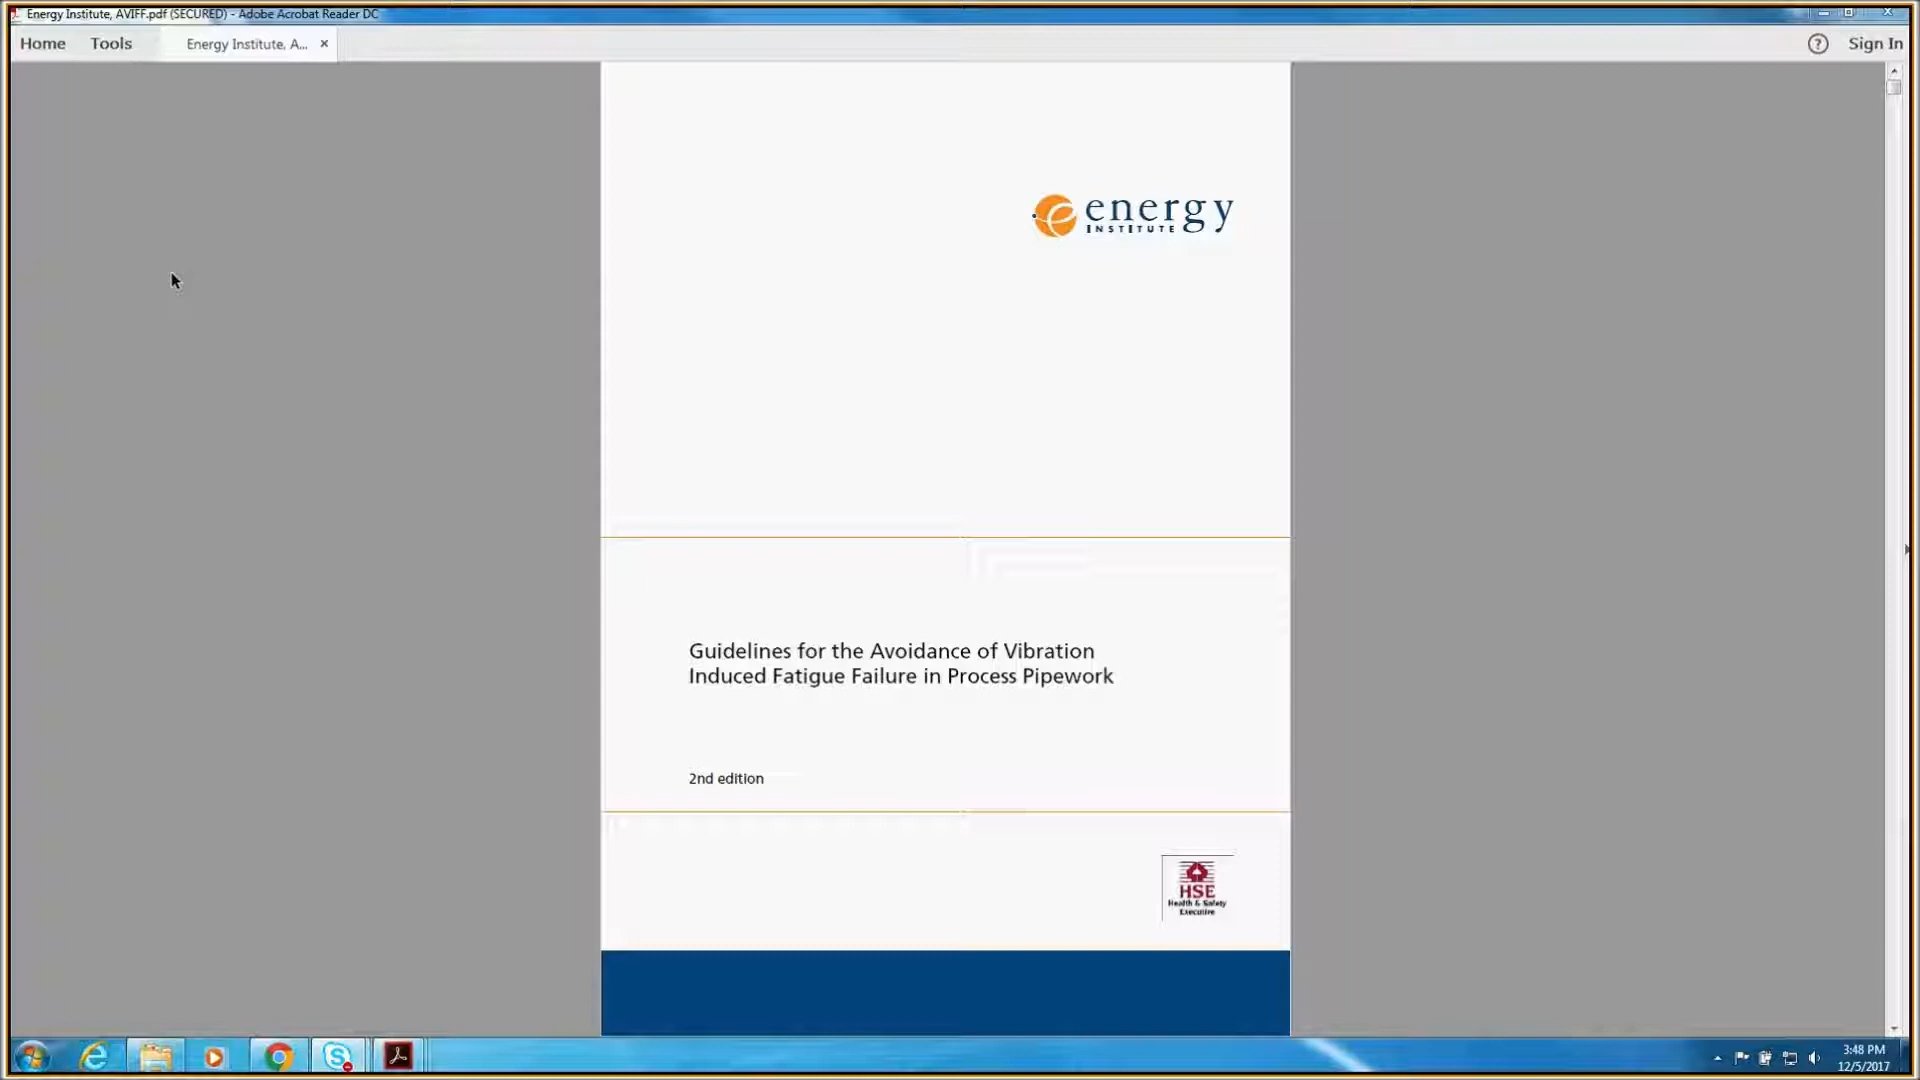 Energy Institute, AVIFF.pdf (SECURED) - Adobe Acrobat Reader DC
Home Tools Energy Institute, A... × ? Sign In
energy
INSTITUTE
Guidelines for the Avoidance of Vibration
Induced Fatigue Failure in Process Pipework
2nd edition
HSE
Health & Safety
Executive
3:48 PM
12/5/2017